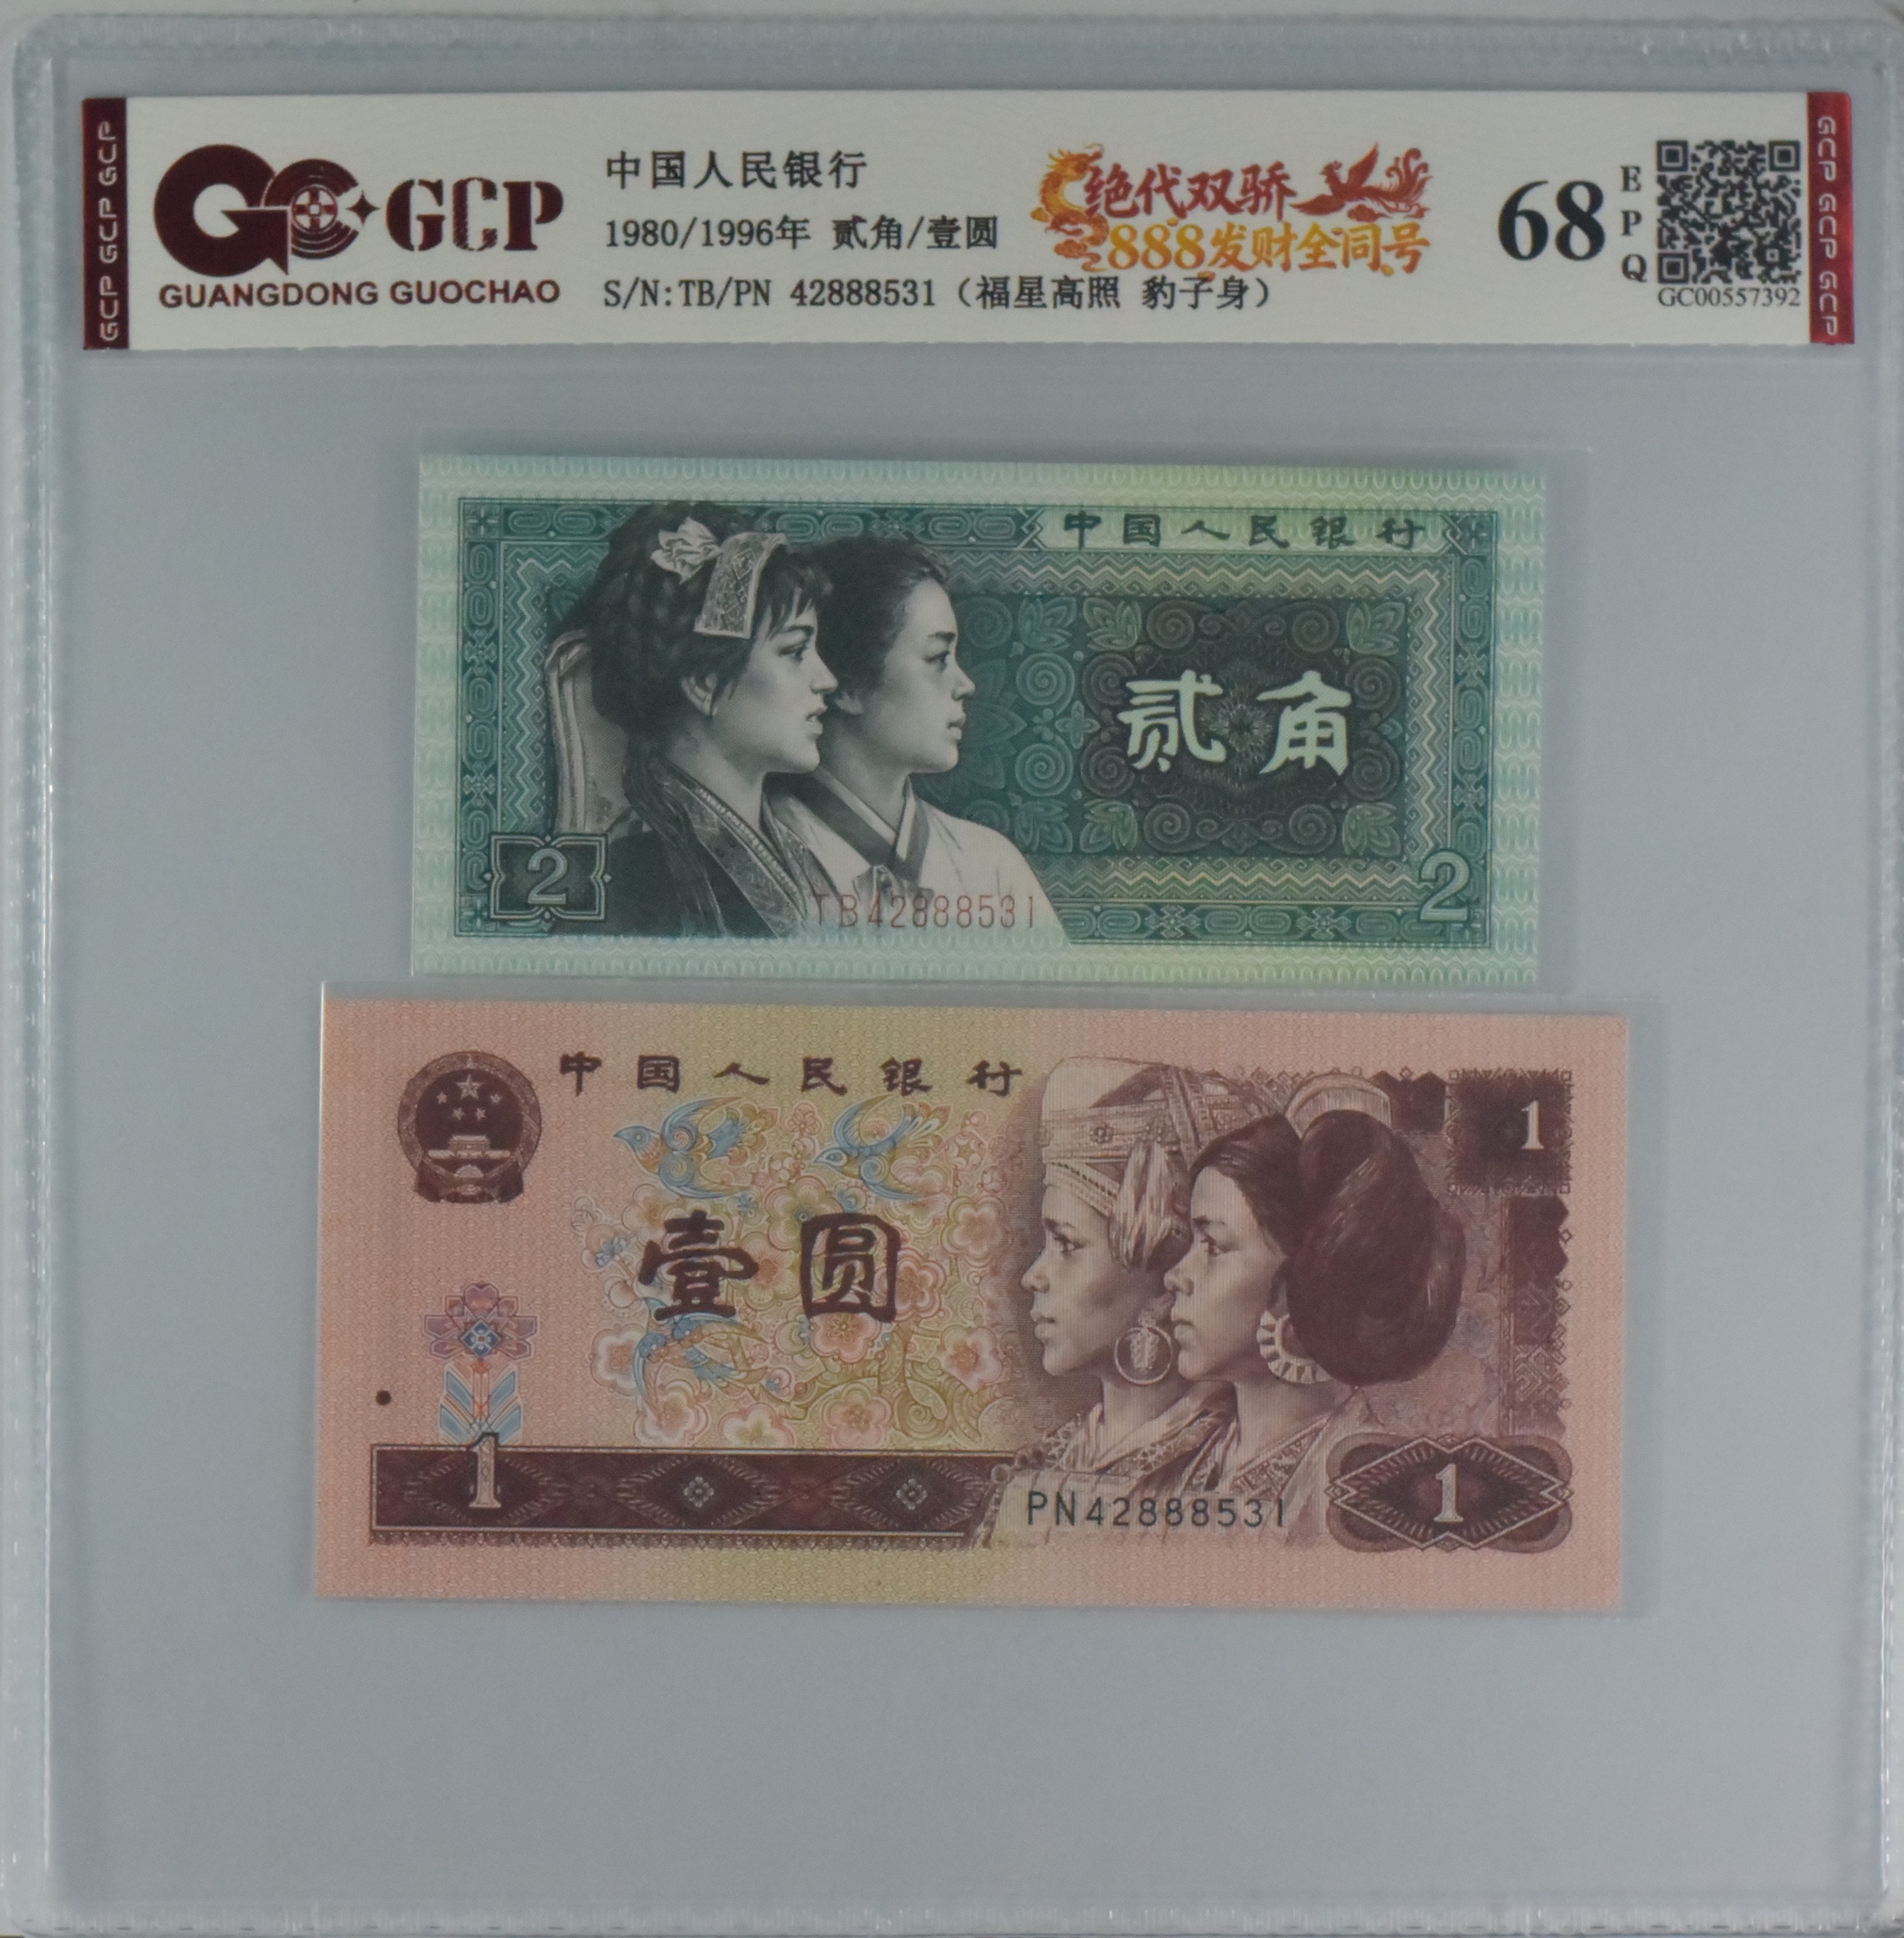 GCP GCP GCP
GCP
GUANGDONG GUOCHAO
中国人民银行
1980/1996年 贰角/壹圆
S/N:TB/PN 42888531（福星高照 豹子身）
绝代双骄
888发财全同号
68
EPQ
GC00557392
GCP GCP GCP
中国人民银行
贰角
2
TB42888531
2
中国人民银行
1
壹圆
1
PN42888531
1